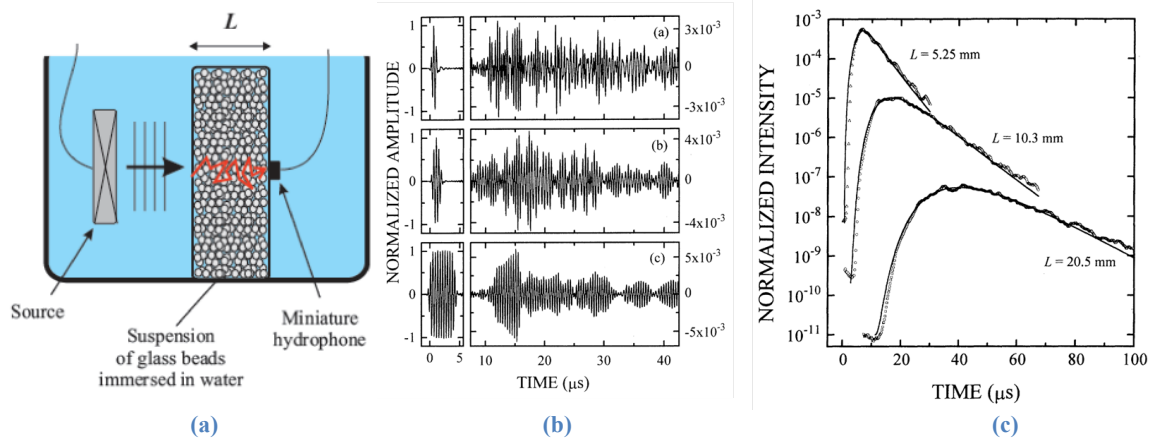 L
Source
Suspension
of glass beads
immersed in water
Miniature
hydrophone
(a)
NORMALIZED AMPLITUDE
1
0
-1
(a)
3x10⁻³
0
-3x10⁻³
1
0
-1
(b)
4x10⁻³
0
-4x10⁻³
1
0
-1
(c)
5x10⁻³
0
-5x10⁻³
0 5 10 20 30 40
TIME (μs)
(b)
NORMALIZED INTENSITY
10⁻³
10⁻⁴
10⁻⁵
10⁻⁶
10⁻⁷
10⁻⁸
10⁻⁹
10⁻¹⁰
10⁻¹¹
L = 5.25 mm
L = 10.3 mm
L = 20.5 mm
0 20 40 60 80 100
TIME (μs)
(c)